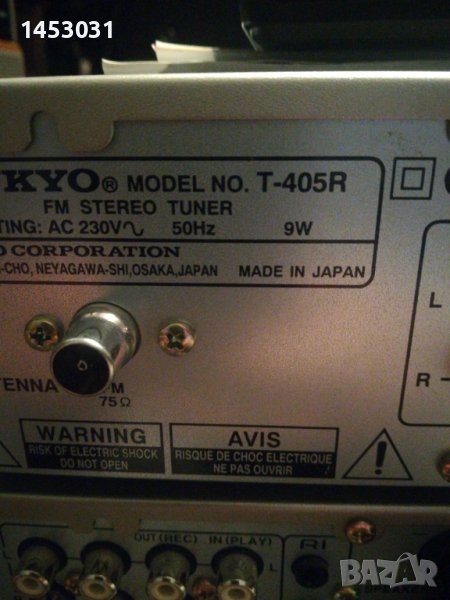 1453031
KYO® MODEL NO. T-405R
FM STEREO TUNER
TING: AC 230V~ 50Hz 9W
O CORPORATION
-CHO, NEYAGAWA-SHI,OSAKA,JAPAN MADE IN JAPAN
L
R
TENNA
75Ω
WARNING
RISK OF ELECTRIC SHOCK
DO NOT OPEN
AVIS
RISQUE DE CHOC ELECTRIQUE
NE PAS OUVRIR
OUT(REC) IN(PLAY)
RI
L
L
BAZAR